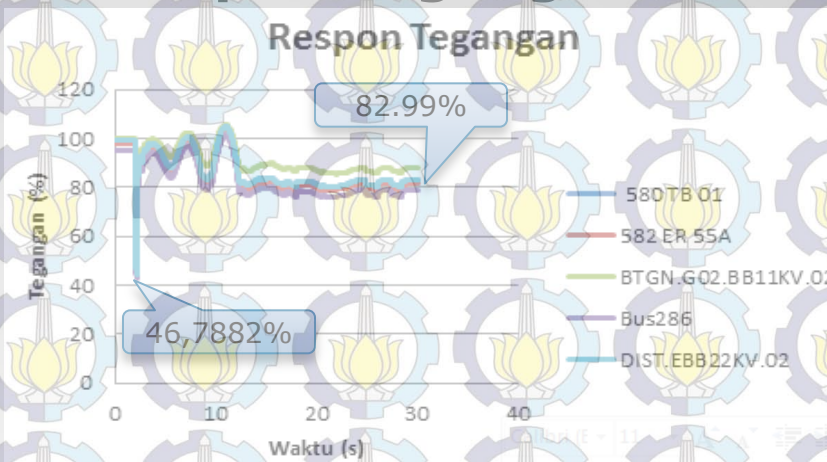 Respon Tegangan
120
100
80
60
40
20
0
Tegangan (%)
82.99%
46,7882%
0 10 20 30 40
Waktu (s)
580 TB 01
582 ER 55A
BTGN.G02.BB11KV.02
Bus286
DIST.EBB22KV.02
11